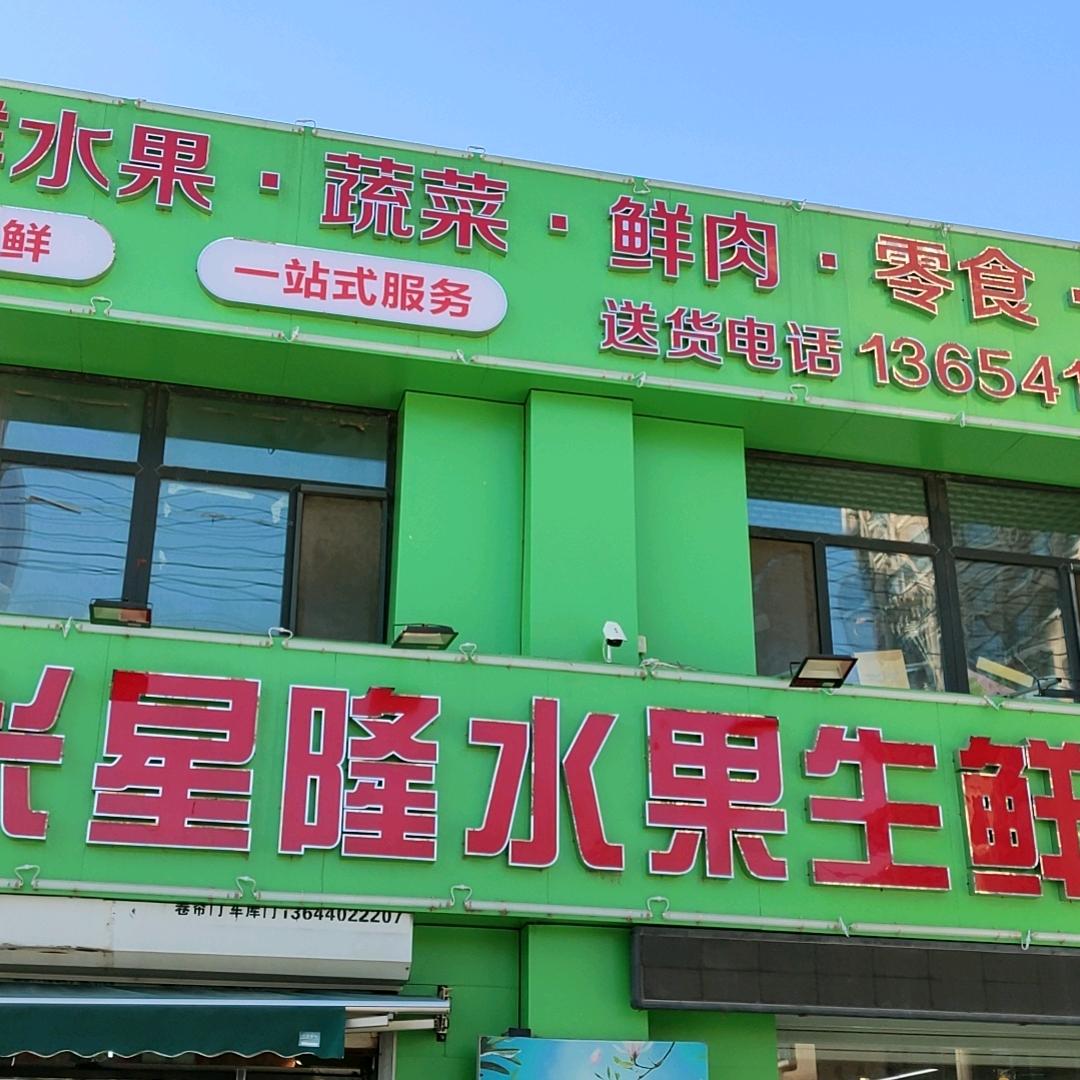 水果·蔬菜·鲜肉·零食
鲜
一站式服务
送货电话 136541
星隆水果生鲜
卷帘门车库门13644022207